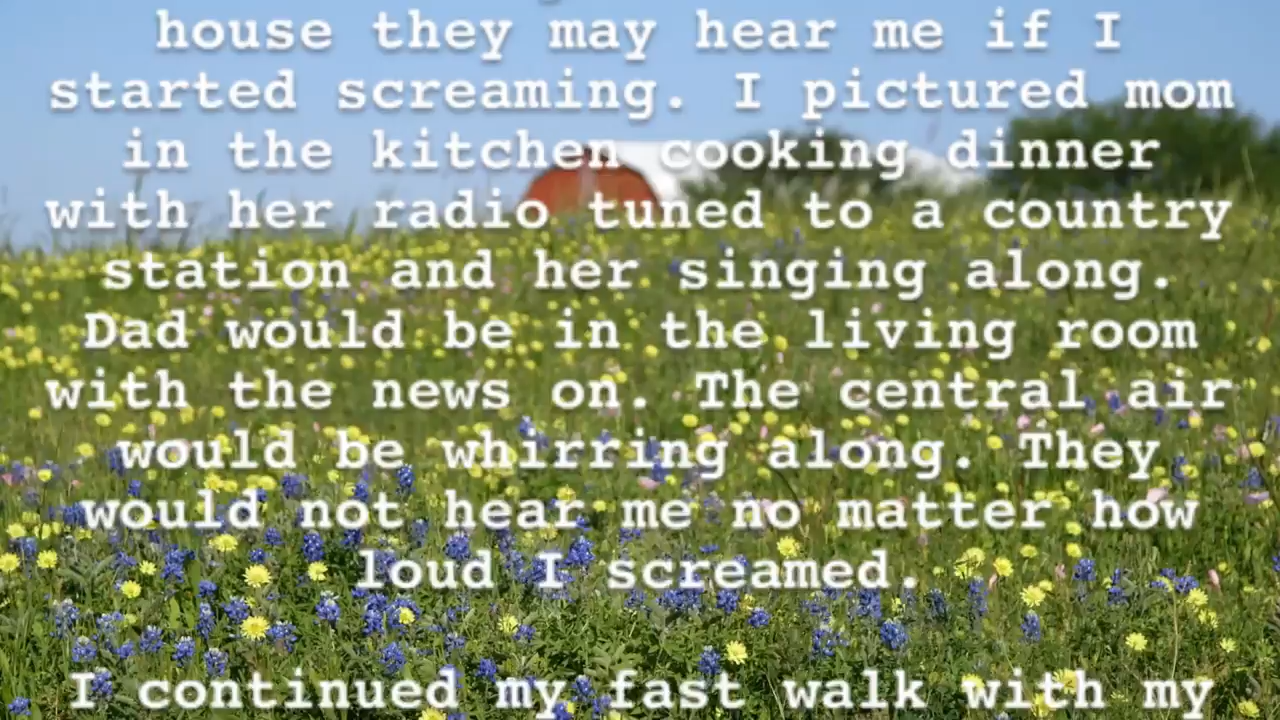 house they may hear me if I
started screaming. I pictured mom
in the kitchen cooking dinner
with her radio tuned to a country
station and her singing along.
Dad would be in the living room
with the news on. The central air
would be whirring along. They
would not hear me no matter how
loud I screamed.
I continued my fast walk with my